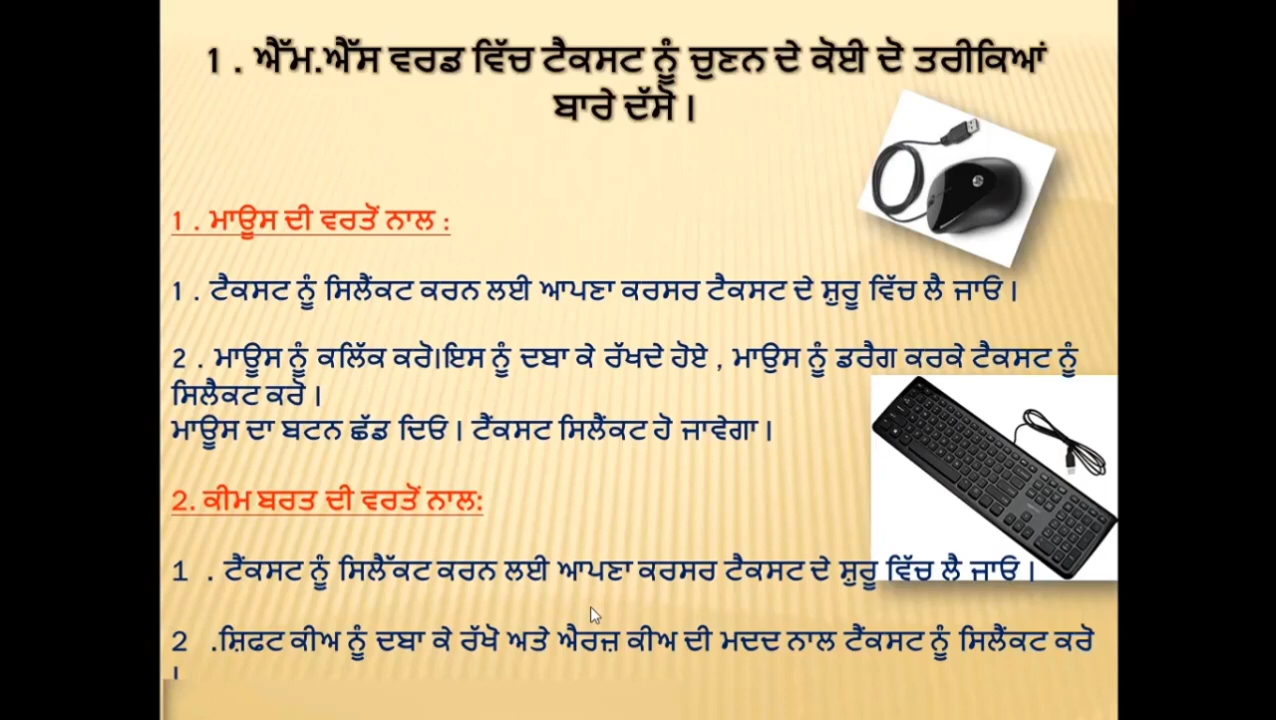 1 . ਐੱਮ.ਐੱਸ ਵਰਡ ਵਿੱਚ ਟੈਕਸਟ ਨੂੰ ਚੁਣਨ ਦੇ ਕੋਈ ਦੋ ਤਰੀਕਿਆਂ
ਬਾਰੇ ਦੱਸੋ ।
1 . ਮਾਊਸ ਦੀ ਵਰਤੋਂ ਨਾਲ :
1 . ਟੈਕਸਟ ਨੂੰ ਸਿਲੈਂਕਟ ਕਰਨ ਲਈ ਆਪਣਾ ਕਰਸਰ ਟੈਕਸਟ ਦੇ ਸ਼ੁਰੂ ਵਿੱਚ ਲੈ ਜਾਓ ।
2 . ਮਾਊਸ ਨੂੰ ਕਲਿੱਕ ਕਰੋ।ਇਸ ਨੂੰ ਦਬਾ ਕੇ ਰੱਖਦੇ ਹੋਏ , ਮਾਉਸ ਨੂੰ ਡਰੈਗ ਕਰਕੇ ਟੈਕਸਟ ਨੂੰ
ਸਿਲੈਕਟ ਕਰੋ ।
ਮਾਊਸ ਦਾ ਬਟਨ ਛੱਡ ਦਿਓ । ਟੈਂਕਸਟ ਸਿਲੈਂਕਟ ਹੋ ਜਾਵੇਗਾ ।
2. ਕੀਮ ਬਰਤ ਦੀ ਵਰਤੋਂ ਨਾਲ:
1 . ਟੈਂਕਸਟ ਨੂੰ ਸਿਲੈੱਕਟ ਕਰਨ ਲਈ ਆਪਣਾ ਕਰਸਰ ਟੈਕਸਟ ਦੇ ਸ਼ੁਰੂ ਵਿੱਚ ਲੈ ਜਾਓ ।
2 .ਸ਼ਿਫਟ ਕੀਅ ਨੂੰ ਦਬਾ ਕੇ ਰੱਖੋ ਅਤੇ ਐਰਜ਼ ਕੀਅ ਦੀ ਮਦਦ ਨਾਲ ਟੈਂਕਸਟ ਨੂੰ ਸਿਲੈਂਕਟ ਕਰੋ
।